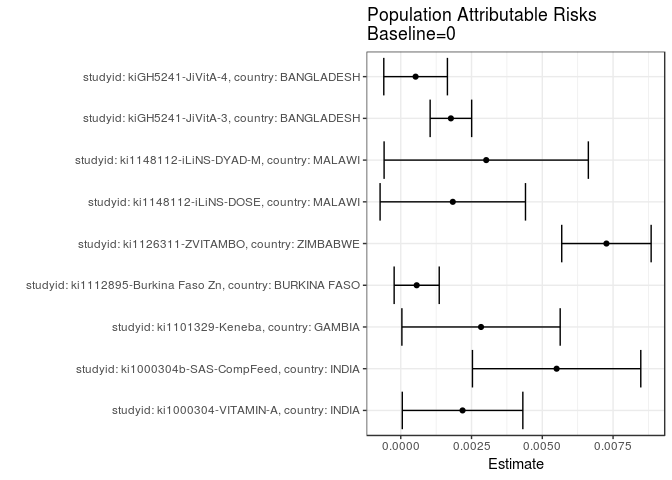 Population Attributable Risks
Baseline=0
studyid: kiGH5241-JiVitA-4, country: BANGLADESH
studyid: kiGH5241-JiVitA-3, country: BANGLADESH
studyid: ki1148112-iLiNS-DYAD-M, country: MALAWI
studyid: ki1148112-iLiNS-DOSE, country: MALAWI
studyid: ki1126311-ZVITAMBO, country: ZIMBABWE
studyid: ki1112895-Burkina Faso Zn, country: BURKINA FASO
studyid: ki1101329-Keneba, country: GAMBIA
studyid: ki1000304b-SAS-CompFeed, country: INDIA
studyid: ki1000304-VITAMIN-A, country: INDIA
0.0000 0.0025 0.0050 0.0075
Estimate